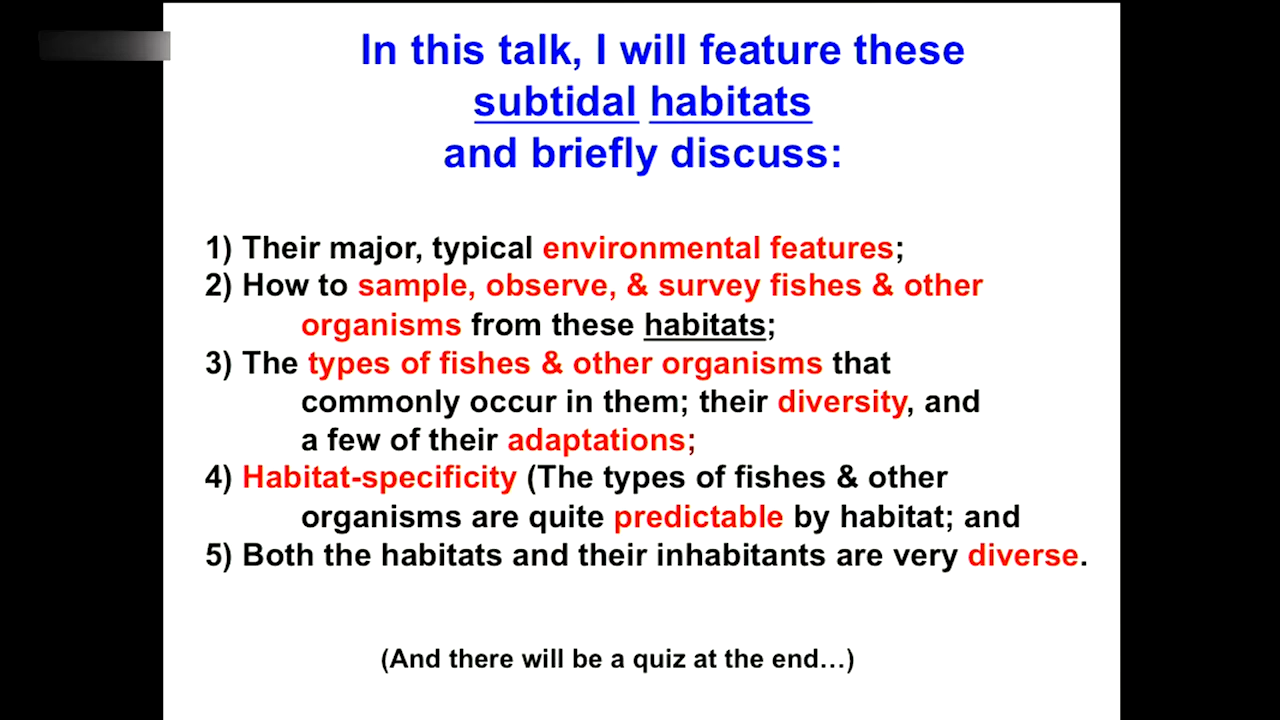 In this talk, I will feature these
subtidal habitats
and briefly discuss:
1) Their major, typical environmental features;
2) How to sample, observe, & survey fishes & other
organisms from these habitats;
3) The types of fishes & other organisms that
commonly occur in them; their diversity, and
a few of their adaptations;
4) Habitat-specificity (The types of fishes & other
organisms are quite predictable by habitat; and
5) Both the habitats and their inhabitants are very diverse.
(And there will be a quiz at the end…)